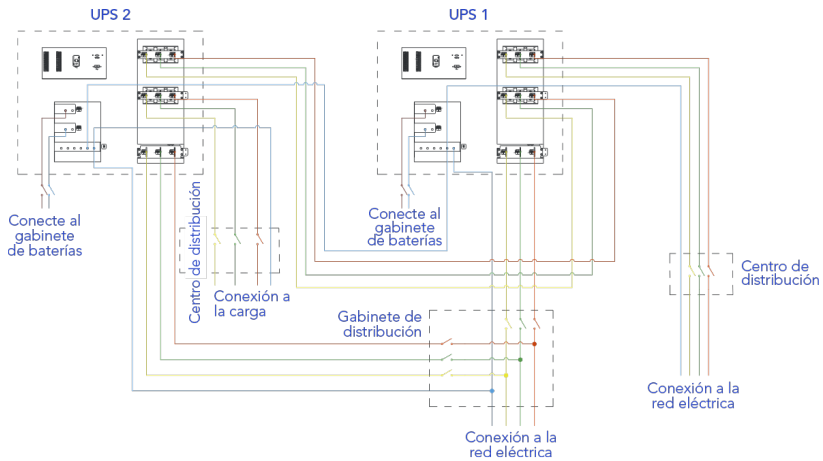 UPS 2
UPS 1
Conecte al
gabinete
de baterías
Centro de distribución
Conexión a
la carga
Conecte al
gabinete
de baterías
Gabinete de
distribución
Centro de
distribución
Conexión a la
red eléctrica
Conexión a la
red eléctrica